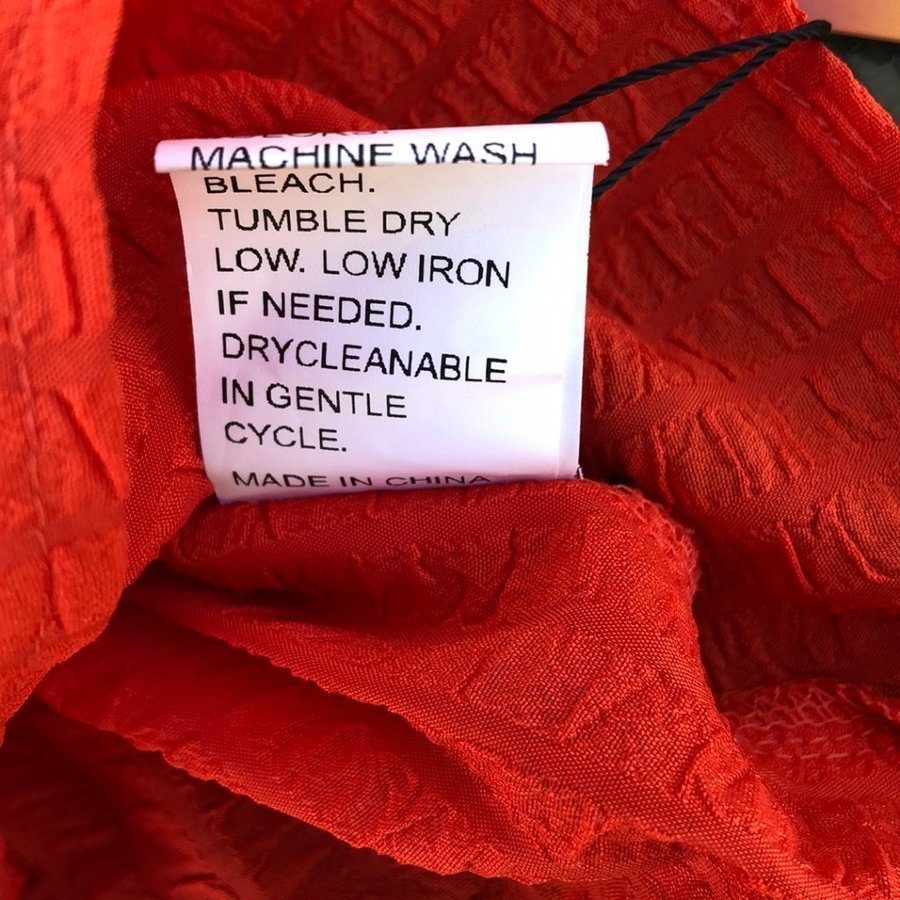 MACHINE WASH
BLEACH.
TUMBLE DRY
LOW. LOW IRON
IF NEEDED.
DRYCLEANABLE
IN GENTLE
CYCLE.
MADE IN CHINA